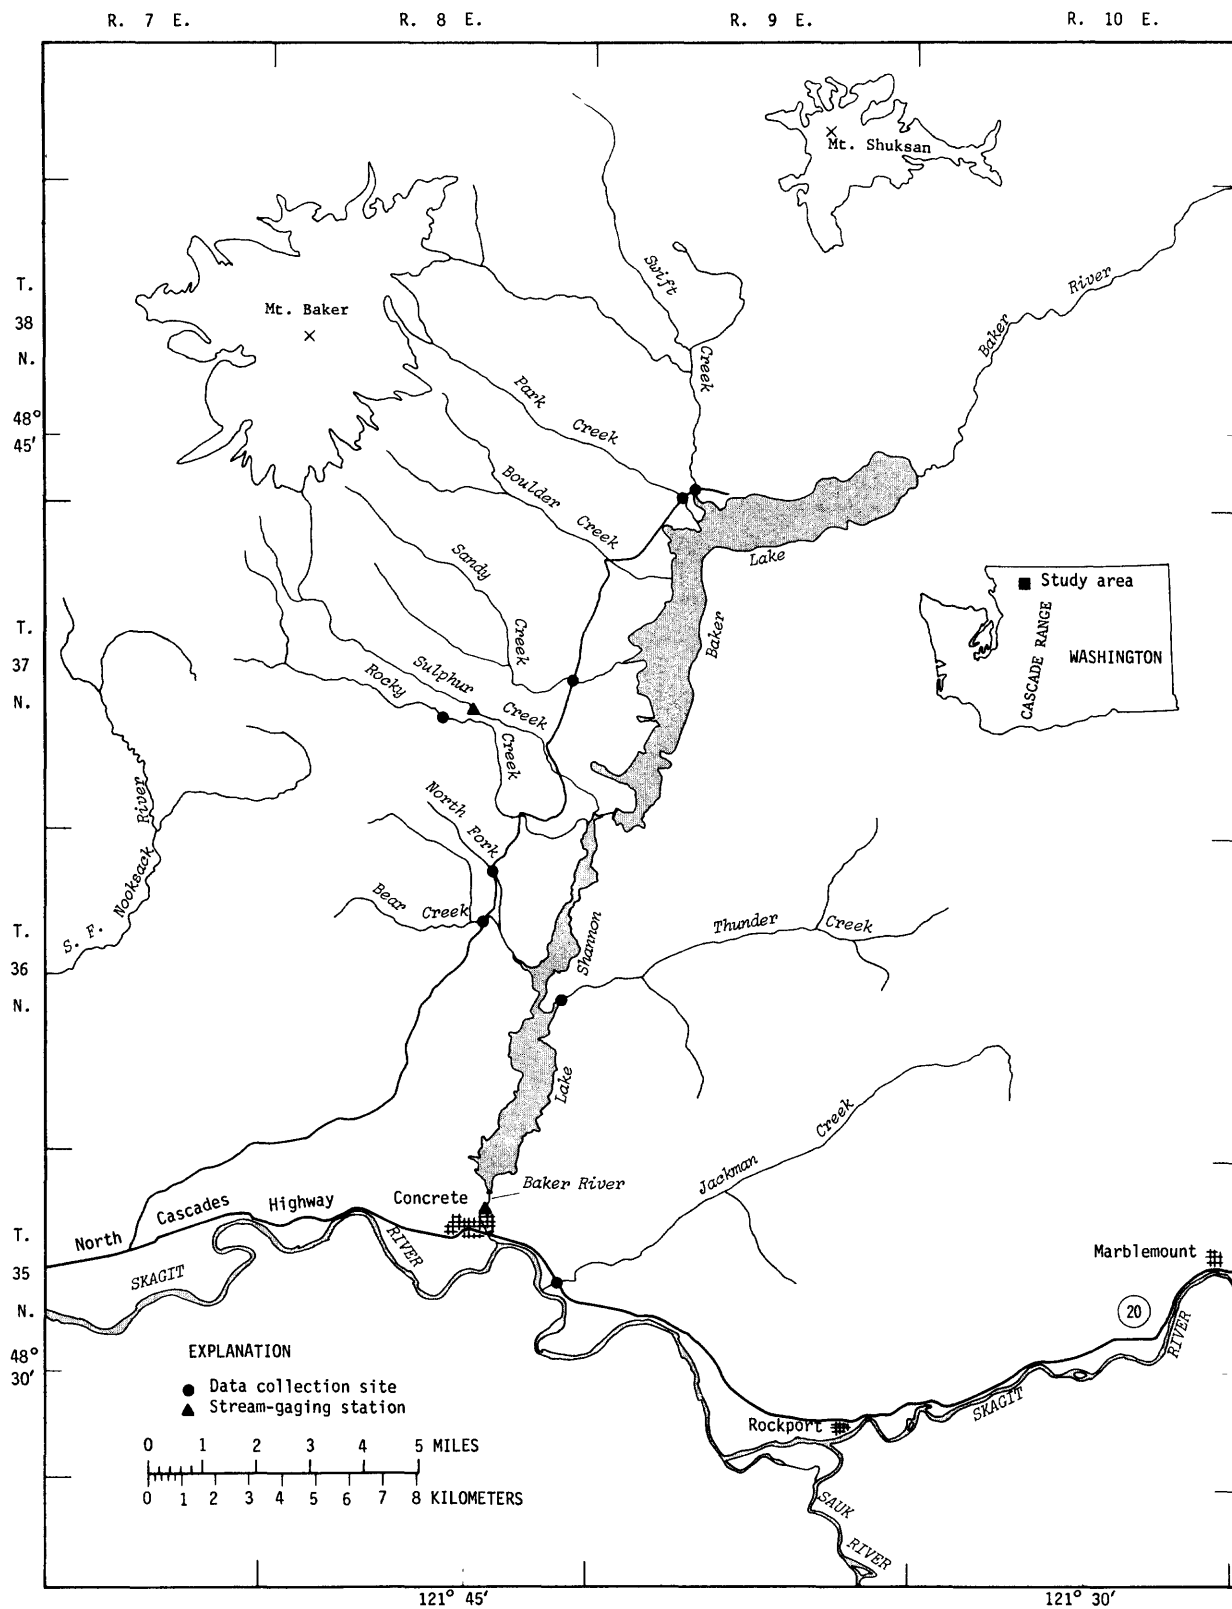 R. 7 E. R. 8 E. R. 9 E. R. 10 E.
Mt. Shuksan
Swift
Creek
Baker
River
T.
38
N.
Mt. Baker
Park
Creek
48°
45'
Boulder
Creek
Lake
Baker
Sandy
Creek
Study area
CASCADE RANGE
WASHINGTON
T.
37
N.
Sulphur
Creek
Rocky
Creek
North
Fork
S. F. Nooksack River
Bear Creek
Thunder Creek
T.
36
N.
Shannon
Lake
Jackman
Creek
Baker River
Concrete
North Cascades Highway
T.
35
N.
SKAGIT
RIVER
Marblemount
20
SKAGIT
RIVER
48°
30'
Rockport
SAUK
RIVER
EXPLANATION
Data collection site
Stream-gaging station
0 1 2 3 4 5 MILES
0 1 2 3 4 5 6 7 8 KILOMETERS
121° 45' 121° 30'